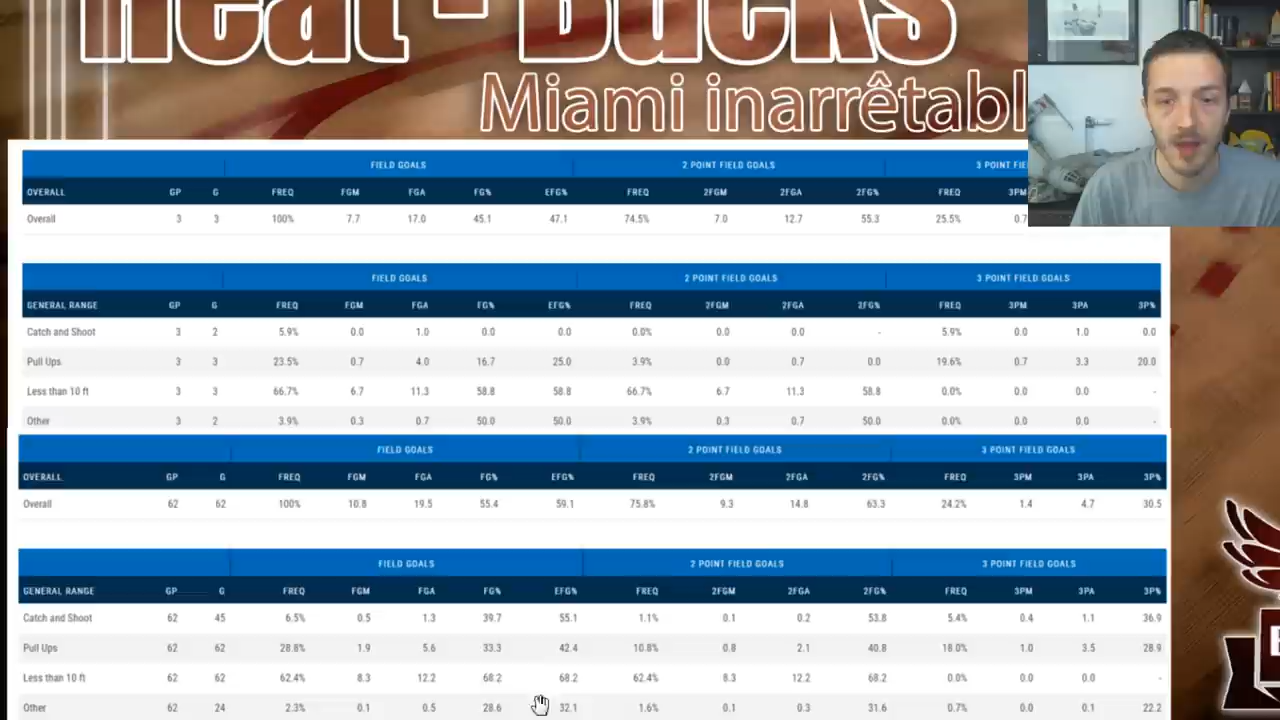 Heat - Bucks
Miami inarrêtabl
FIELD GOALS 2 POINT FIELD GOALS 3 POINT FIE
OVERALL GP G FREQ FGM FGA FG% EFG% FREQ 2FGM 2FGA 2FG% FREQ 3PM
Overall 3 3 100% 7.7 17.0 45.1 47.1 74.5% 7.0 12.7 55.3 25.5% 0.7
FIELD GOALS 2 POINT FIELD GOALS 3 POINT FIELD GOALS
GENERAL RANGE GP G FREQ FGM FGA FG% EFG% FREQ 2FGM 2FGA 2FG% FREQ 3PM 3PA 3P%
Catch and Shoot 3 2 5.9% 0.0 1.0 0.0 0.0 0.0% 0.0 0.0 - 5.9% 0.0 1.0 0.0
Pull Ups 3 3 23.5% 0.7 4.0 16.7 25.0 3.9% 0.0 0.7 0.0 19.6% 0.7 3.3 20.0
Less than 10 ft 3 3 66.7% 6.7 11.3 58.8 58.8 66.7% 6.7 11.3 58.8 0.0% 0.0 0.0 -
Other 3 2 3.9% 0.3 0.7 50.0 50.0 3.9% 0.3 0.7 50.0 0.0% 0.0 0.0 -
FIELD GOALS 2 POINT FIELD GOALS 3 POINT FIELD GOALS
OVERALL GP G FREQ FGM FGA FG% EFG% FREQ 2FGM 2FGA 2FG% FREQ 3PM 3PA 3P%
Overall 62 62 100% 10.8 19.5 55.4 59.1 75.8% 9.3 14.8 63.3 24.2% 1.4 4.7 30.5
FIELD GOALS 2 POINT FIELD GOALS 3 POINT FIELD GOALS
GENERAL RANGE GP G FREQ FGM FGA FG% EFG% FREQ 2FGM 2FGA 2FG% FREQ 3PM 3PA 3P%
Catch and Shoot 62 45 6.5% 0.5 1.3 39.7 55.1 1.1% 0.1 0.2 53.8 5.4% 0.4 1.1 36.9
Pull Ups 62 62 28.8% 1.9 5.6 33.3 42.4 10.8% 0.8 2.1 40.8 18.0% 1.0 3.5 28.9
Less than 10 ft 62 62 62.4% 8.3 12.2 68.2 68.2 62.4% 8.3 12.2 68.2 0.0% 0.0 0.0 -
Other 62 24 2.3% 0.1 0.5 28.6 32.1 1.6% 0.1 0.3 31.6 0.7% 0.0 0.1 22.2